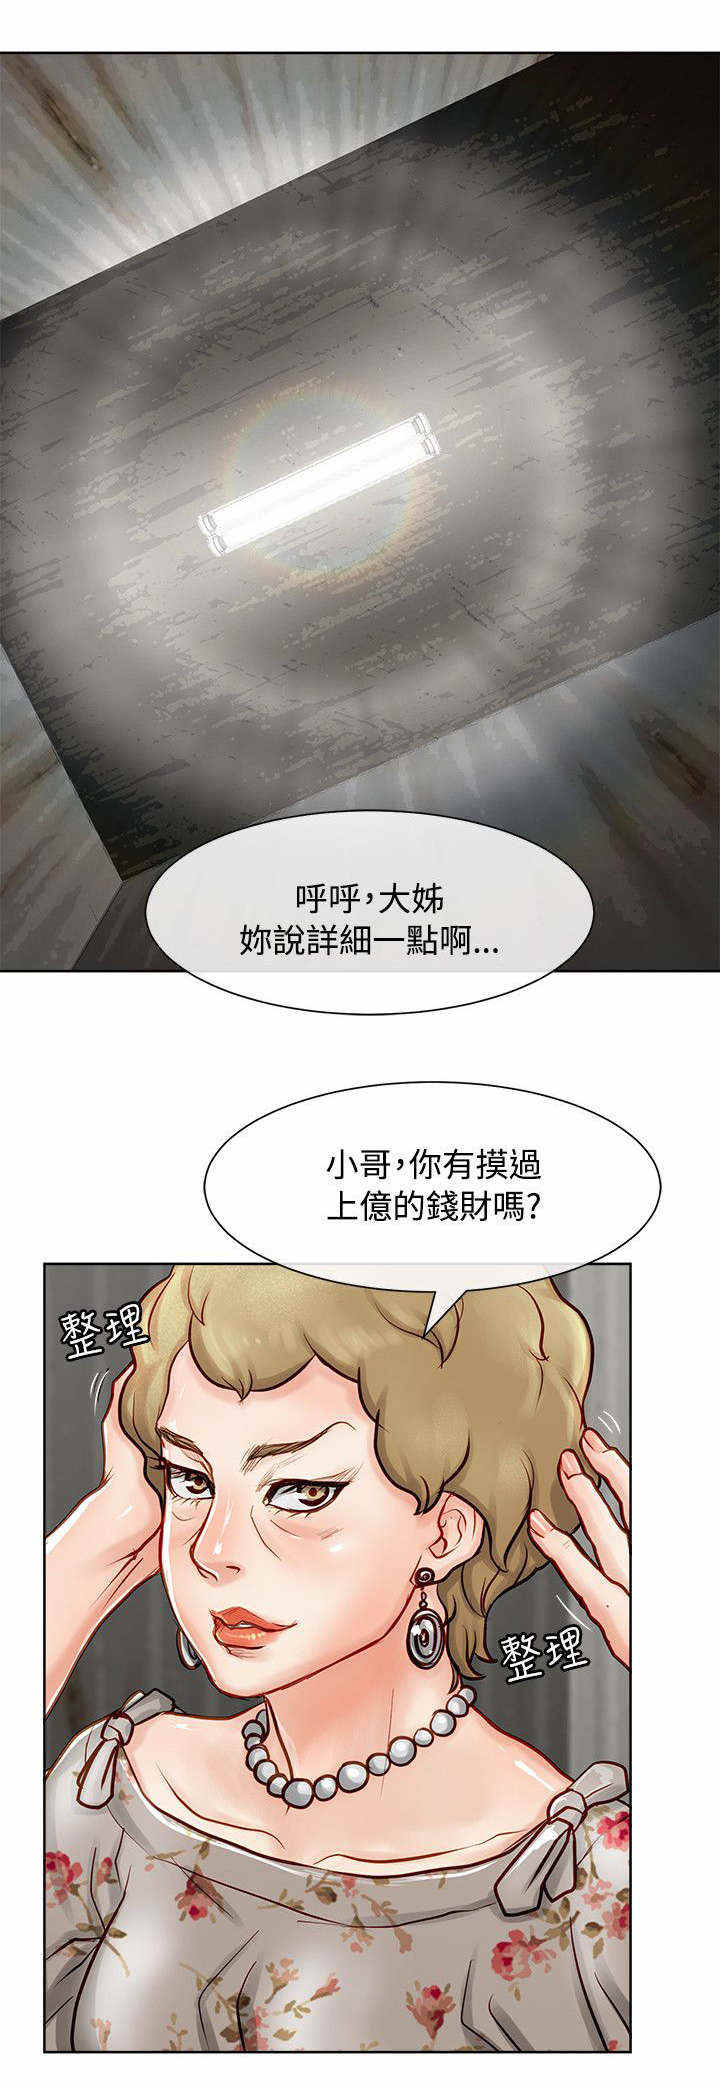 呼呼，大姊
妳說詳細一點啊...
小哥，你有摸過
上億的錢財嗎？
整理
整理